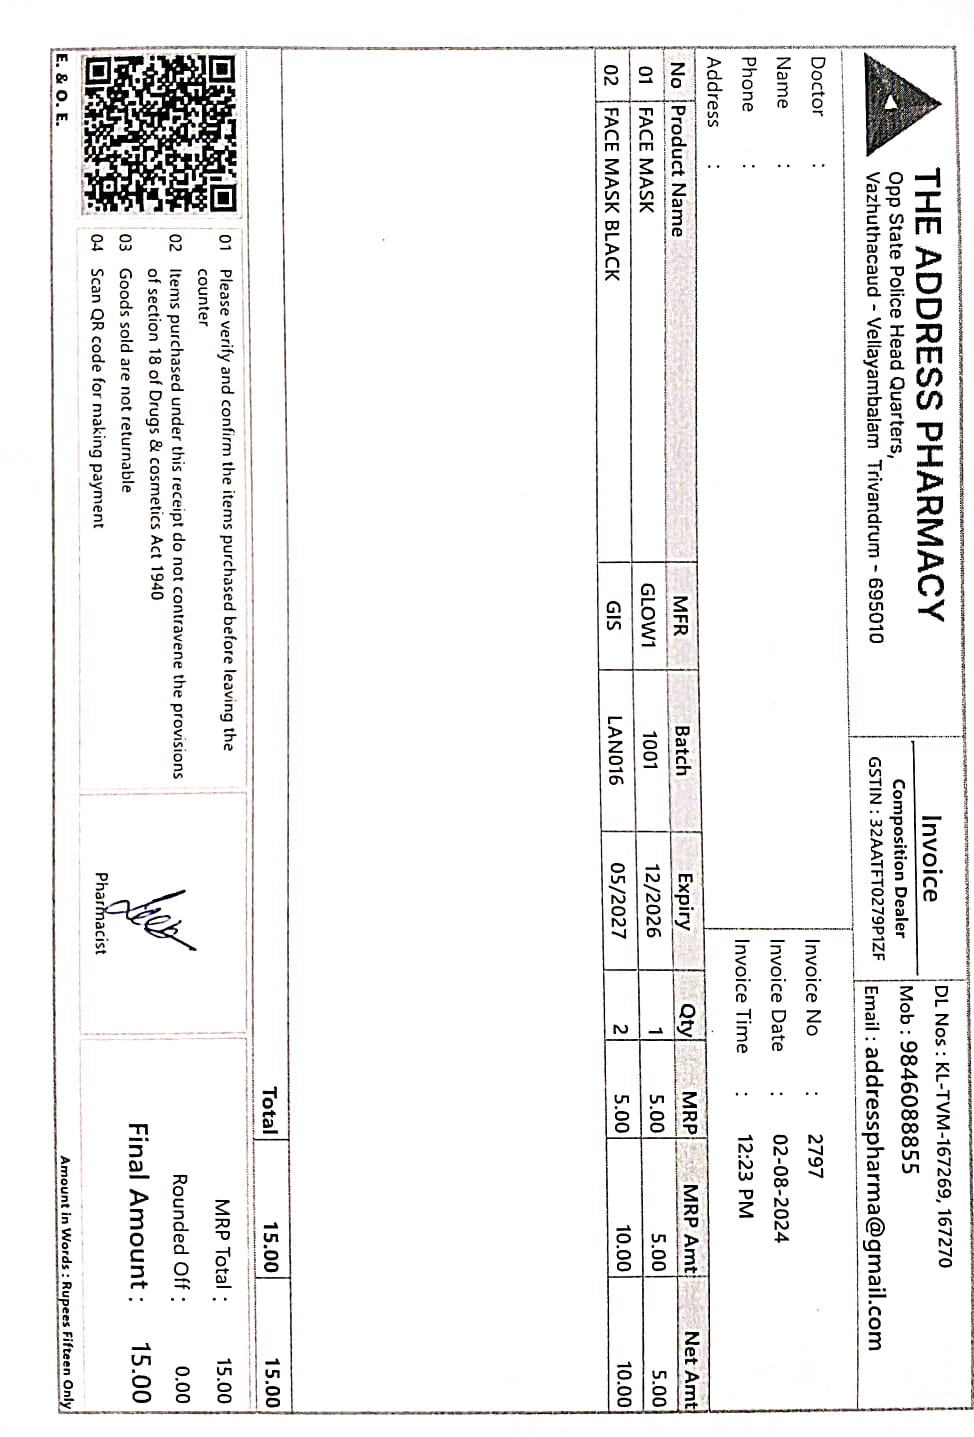 THE ADDRESS PHARMACY
Opp State Police Head Quarters,
Vazhuthacaud - Vellayambalam Trivandrum - 695010
Invoice
Composition Dealer
GSTIN : 32AATFT0279P1ZF
DL Nos : KL-TVM-167269, 167270
Mob : 9846088855
Email : addresspharma@gmail.com
Doctor :
Name :
Phone :
Address :
Invoice No : 2797
Invoice Date : 02-08-2024
Invoice Time : 12:23 PM
No Product Name MFR Batch Expiry Qty MRP MRP Amt Net Amt
01 FACE MASK GLOW1 1001 12/2026 1 5.00 5.00 5.00
02 FACE MASK BLACK GIS LAN016 05/2027 2 5.00 10.00 10.00
Total 15.00 15.00
01 Please verify and confirm the items purchased before leaving the
counter
02 Items purchased under this receipt do not contravene the provisions
of section 18 of Drugs & cosmetics Act 1940
03 Goods sold are not returnable
04 Scan QR code for making payment
Pharmacist
MRP Total : 15.00
Rounded Off : 0.00
Final Amount : 15.00
E. & O. E.
Amount in Words : Rupees Fifteen Only